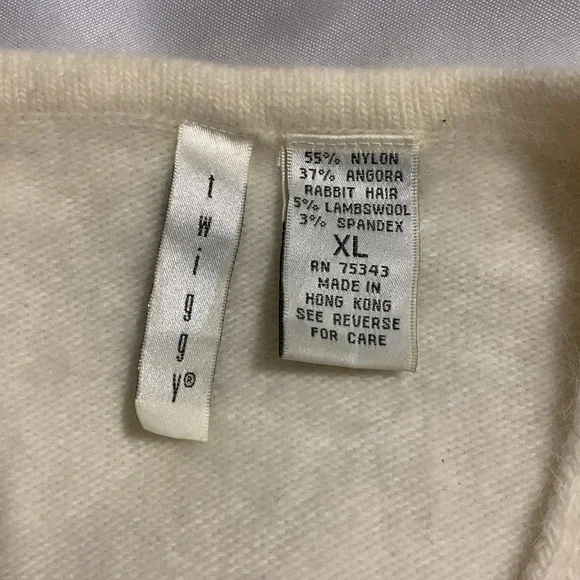 twiggy®
55% NYLON
37% ANGORA
RABBIT HAIR
5% LAMBSWOOL
3% SPANDEX
XL
RN 75343
MADE IN
HONG KONG
SEE REVERSE
FOR CARE